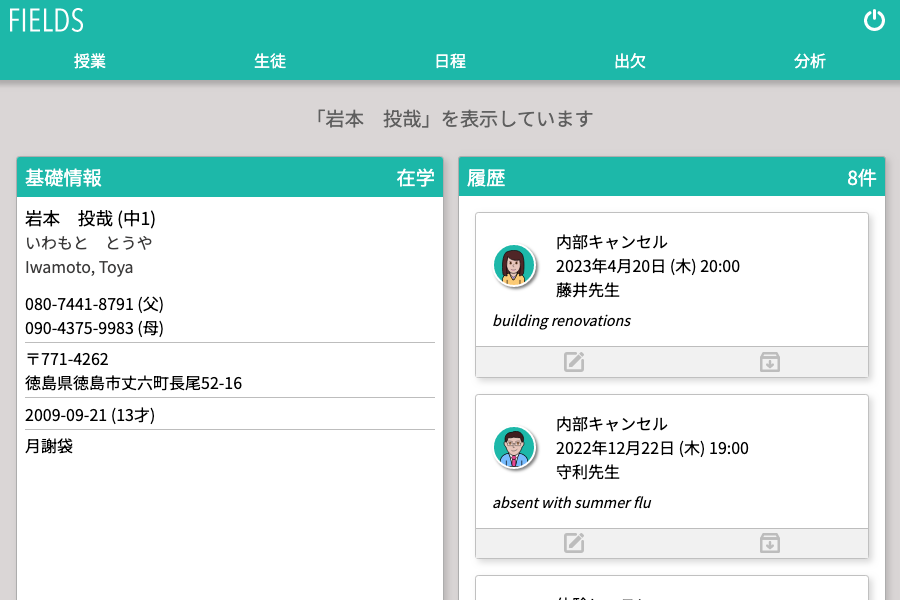 FIELDS
授業
生徒
日程
出欠
分析
「岩本　投哉」を表示しています
基礎情報
在学
岩本　投哉 (中1)
いわもと　とうや
Iwamoto, Toya
080-7441-8791 (父)
090-4375-9983 (母)
〒771-4262
徳島県徳島市丈六町長尾52-16
2009-09-21 (13才)
月謝袋
履歴
8件
内部キャンセル
2023年4月20日 (木) 20:00
藤井先生
building renovations
内部キャンセル
2022年12月22日 (木) 19:00
守利先生
absent with summer flu